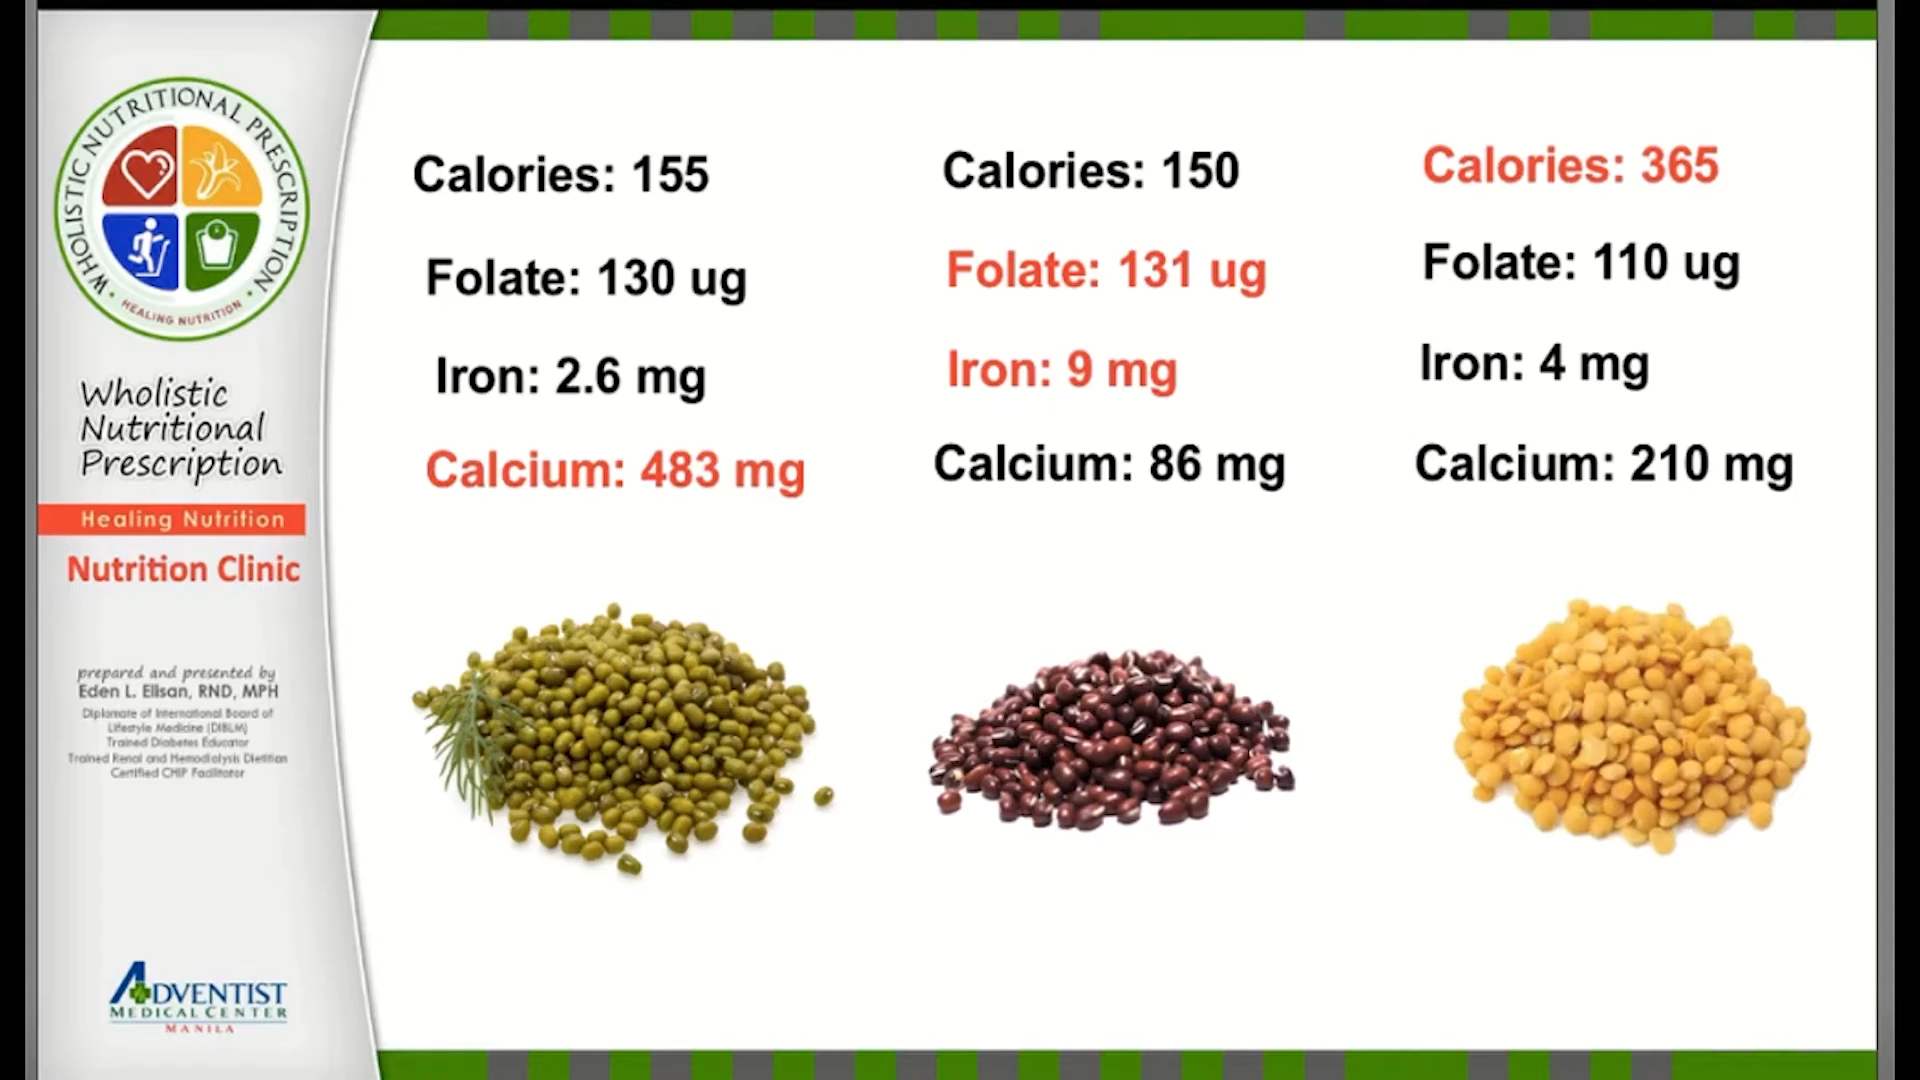 WHOLISTIC NUTRITIONAL PRESCRIPTION
HEALING NUTRITION
Wholistic
Nutritional
Prescription
Healing Nutrition
Nutrition Clinic
prepared and presented by
Eden L. Elisan, RND, MPH
Diplomate of International Board of
Lifestyle Medicine (DIBLM)
Trained Diabetes Educator
Trained Renal and Hemodialysis Dietitian
Certified CHIP Facilitator
ADVENTIST
MEDICAL CENTER
MANILA
Calories: 155
Folate: 130 ug
Iron: 2.6 mg
Calcium: 483 mg
Calories: 150
Folate: 131 ug
Iron: 9 mg
Calcium: 86 mg
Calories: 365
Folate: 110 ug
Iron: 4 mg
Calcium: 210 mg